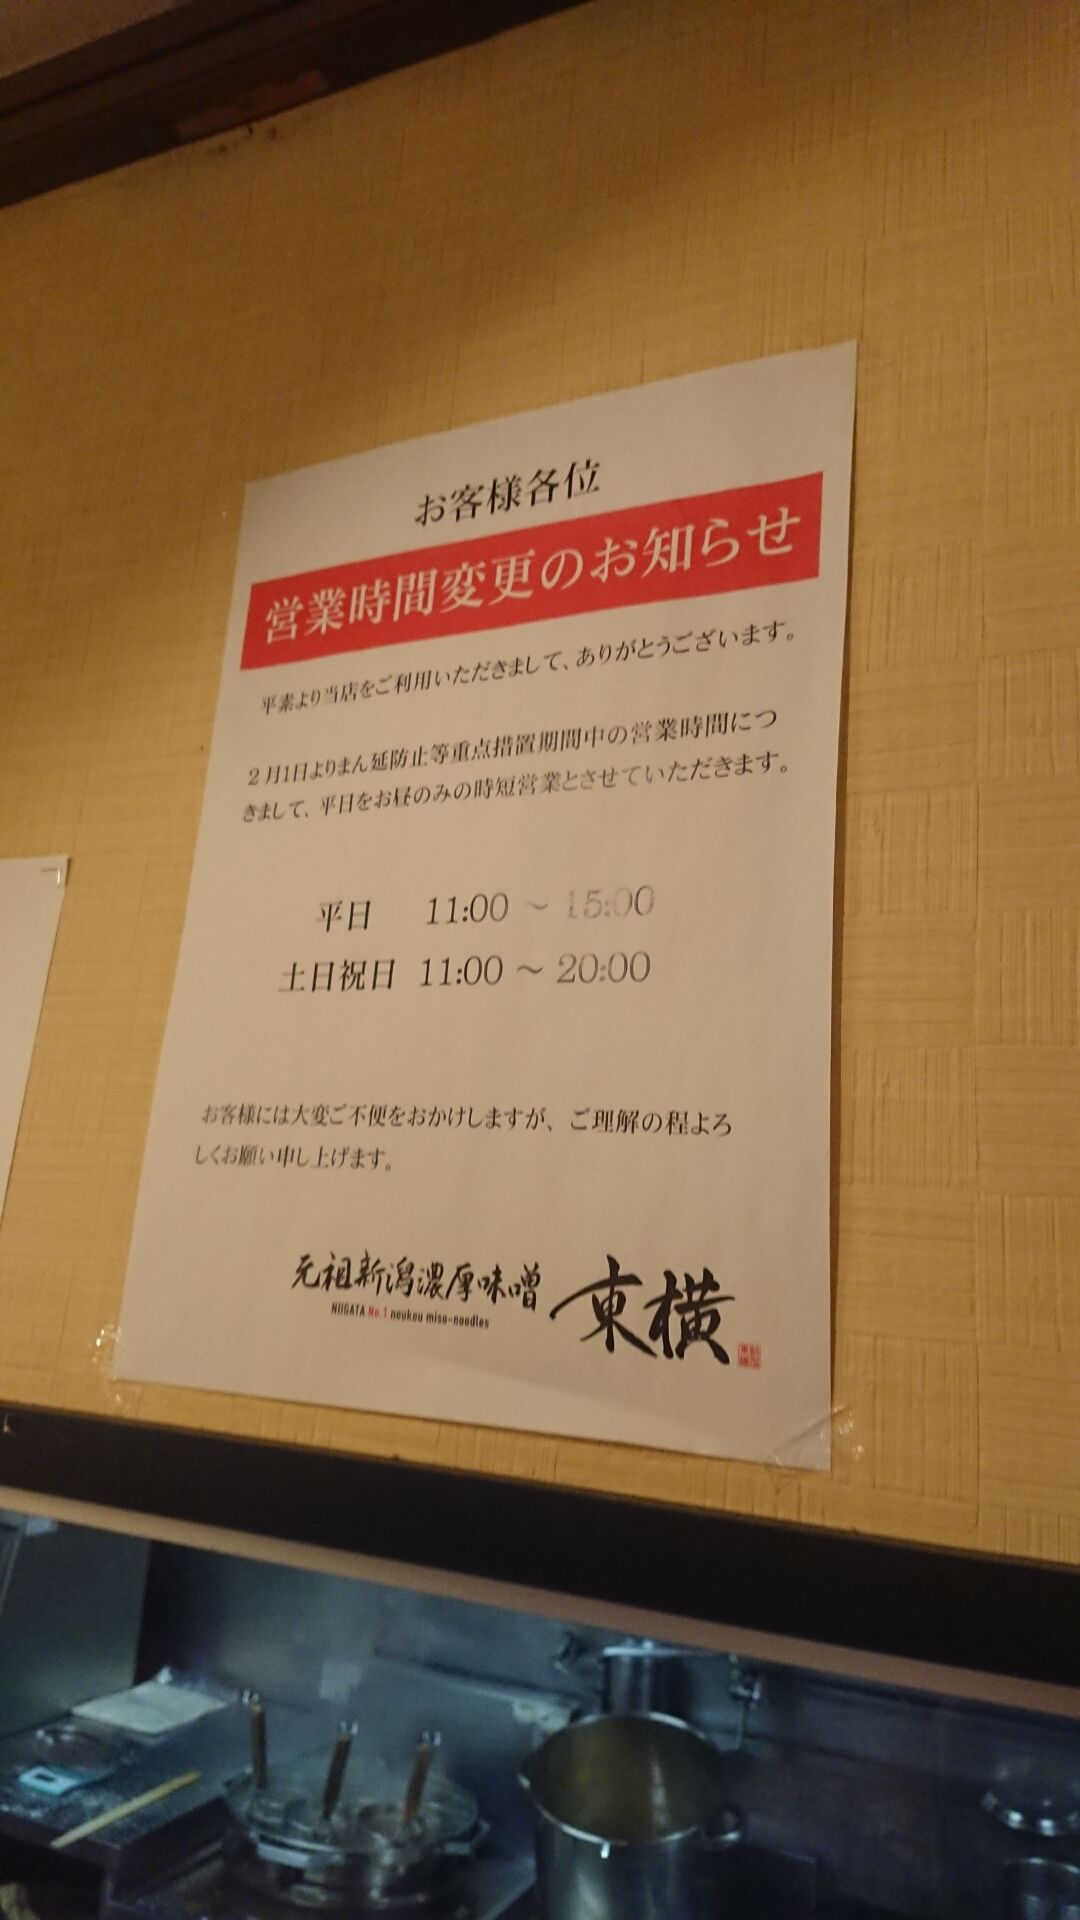 お客様各位
営業時間変更のお知らせ
平素より当店をご利用いただきまして、ありがとうございます。
2月1日よりまん延防止等重点措置期間中の営業時間につ
きまして、平日をお昼のみの時短営業とさせていただきます。
平日 11:00 ～ 15:00
土日祝日 11:00 ～ 20:00
お客様には大変ご不便をおかけしますが、ご理解の程よろ
しくお願い申し上げます。
元祖新潟濃厚味噌 東横
NIIGATA No.1 noukou miso-noodles